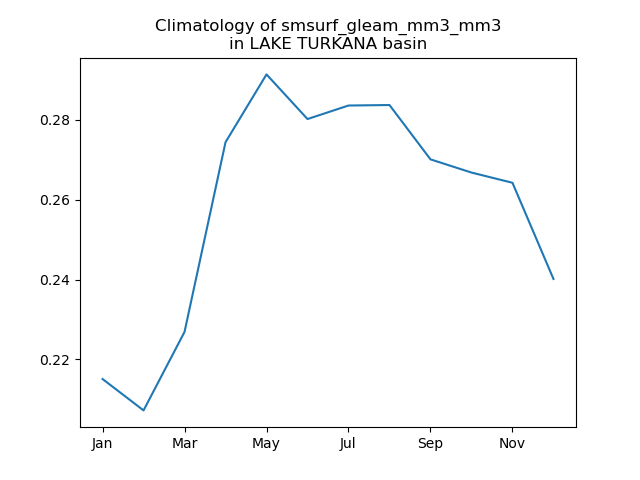 Climatology of smsurf_gleam_mm3_mm3
in LAKE TURKANA basin
0.28
0.26
0.24
0.22
Jan Mar May Jul Sep Nov